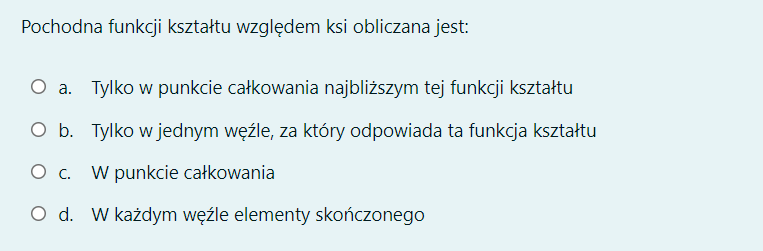 Pochodna funkcji kształtu względem ksi obliczana jest:
a. Tylko w punkcie całkowania najbliższym tej funkcji kształtu
b. Tylko w jednym węźle, za który odpowiada ta funkcja kształtu
c. W punkcie całkowania
d. W każdym węźle elementy skończonego